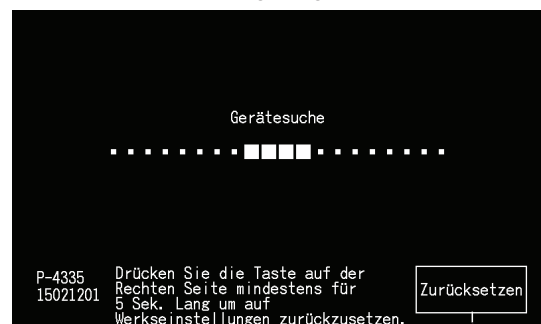 Gerätesuche
P-4335
15021201
Drücken Sie die Taste auf der
Rechten Seite mindestens für
5 Sek. Lang um auf
Werkseinstellungen zurückzusetzen.
Zurücksetzen